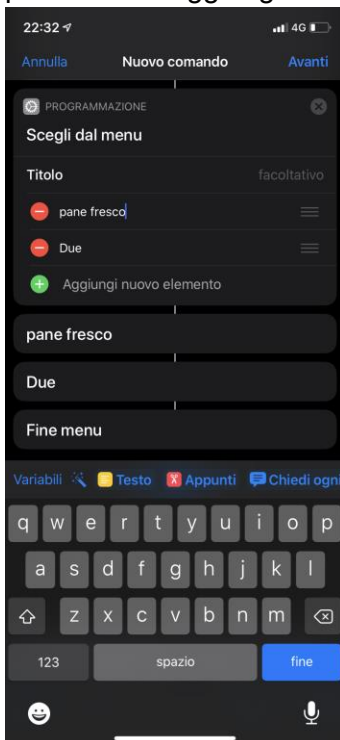 22:32 4G
Annulla Nuovo comando Avanti
PROGRAMMAZIONE
Scegli dal menu
Titolo facoltativo
pane fresco
Due
Aggiungi nuovo elemento
pane fresco
Due
Fine menu
Variabili Testo Appunti Chiedi ogni
q w e r t y u i o p
a s d f g h j k l
z x c v b n m
123 spazio fine